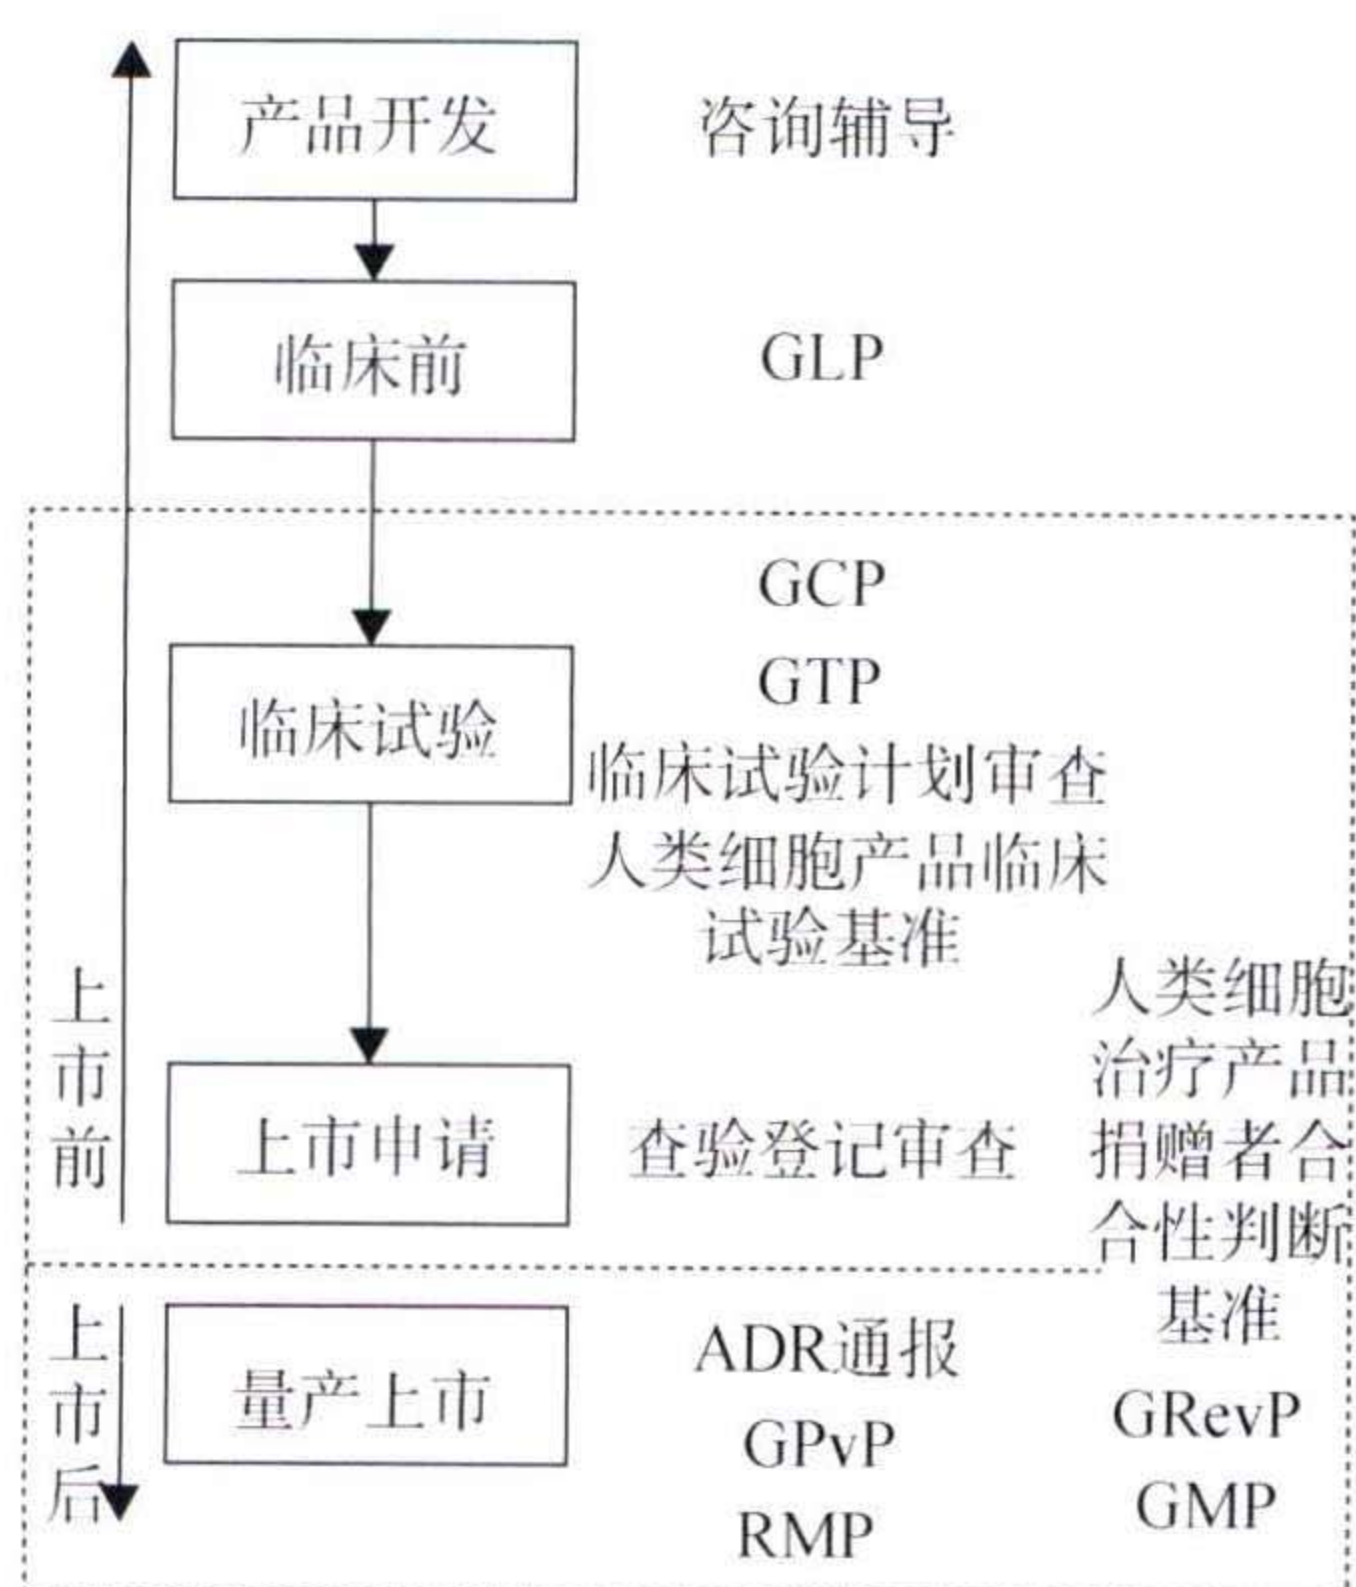 产品开发
咨询辅导
临床前
GLP
GCP
GTP
临床试验
临床试验计划审查
人类细胞产品临床
试验基准
上市前
上市申请
查验登记审查
人类细胞
治疗产品
捐赠者合
合性判断
基准
GRevP
GMP
上市后
量产上市
ADR通报
GPvP
RMP